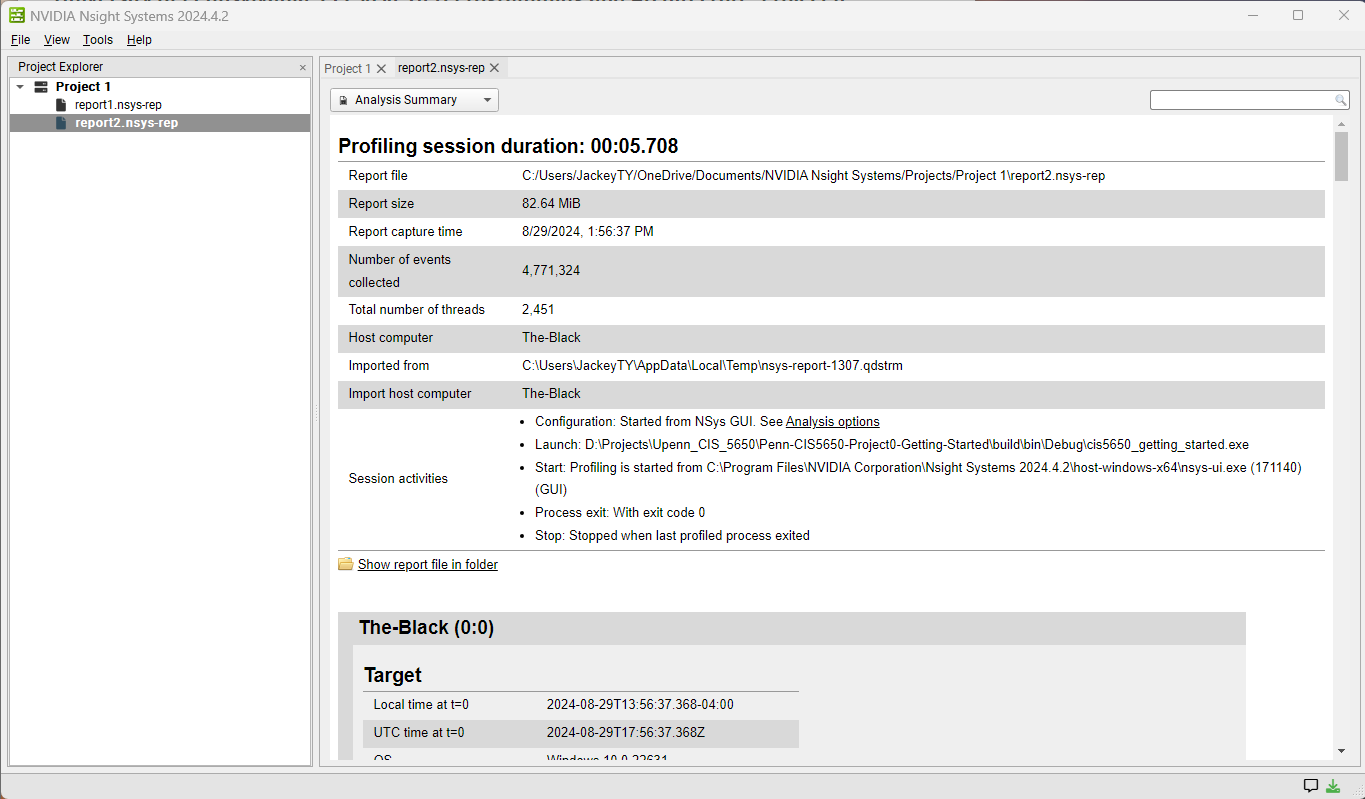 NVIDIA Nsight Systems 2024.4.2
File View Tools Help
Project Explorer
Project 1
report1.nsys-rep
report2.nsys-rep
Project 1 report2.nsys-rep
Analysis Summary
Profiling session duration: 00:05.708
Report file C:/Users/JackeyTY/OneDrive/Documents/NVIDIA Nsight Systems/Projects/Project 1\report2.nsys-rep
Report size 82.64 MiB
Report capture time 8/29/2024, 1:56:37 PM
Number of events
collected
4,771,324
Total number of threads 2,451
Host computer The-Black
Imported from C:\Users\JackeyTY\AppData\Local\Temp\nsys-report-1307.qdstrm
Import host computer The-Black
Session activities
• Configuration: Started from NSys GUI. See Analysis options
• Launch: D:\Projects\Upenn_CIS_5650\Penn-CIS5650-Project0-Getting-Started\build\bin\Debug\cis5650_getting_started.exe
• Start: Profiling is started from C:\Program Files\NVIDIA Corporation\Nsight Systems 2024.4.2\host-windows-x64\nsys-ui.exe (171140)
(GUI)
• Process exit: With exit code 0
• Stop: Stopped when last profiled process exited
Show report file in folder
The-Black (0:0)
Target
Local time at t=0 2024-08-29T13:56:37.368-04:00
UTC time at t=0 2024-08-29T17:56:37.368Z
OS Windows 10.0.22631